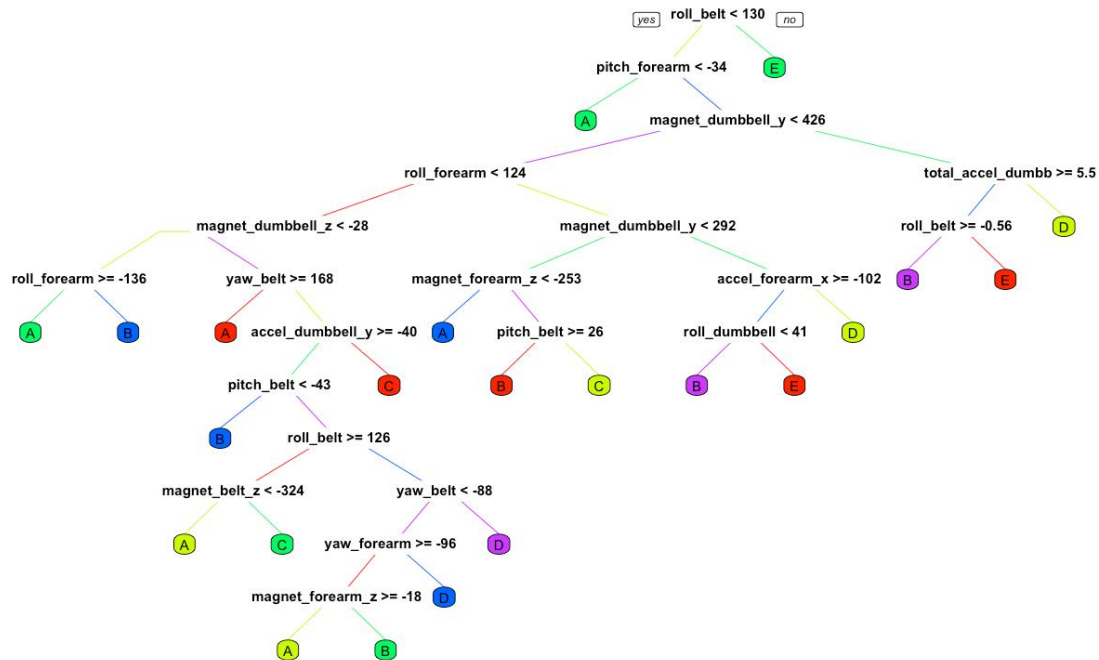 yes roll_belt < 130 no
pitch_forearm < -34 E
A magnet_dumbbell_y < 426
roll_forearm < 124 total_accel_dumbb >= 5.5
magnet_dumbbell_z < -28 magnet_dumbbell_y < 292 roll_belt >= -0.56 D
roll_forearm >= -136 yaw_belt >= 168 magnet_forearm_z < -253 accel_forearm_x >= -102 B E
A B A accel_dumbbell_y >= -40 A pitch_belt >= 26 roll_dumbbell < 41 D
pitch_belt < -43 C B C B E
B roll_belt >= 126
magnet_belt_z < -324 yaw_belt < -88
A C yaw_forearm >= -96 D
magnet_forearm_z >= -18 D
A B